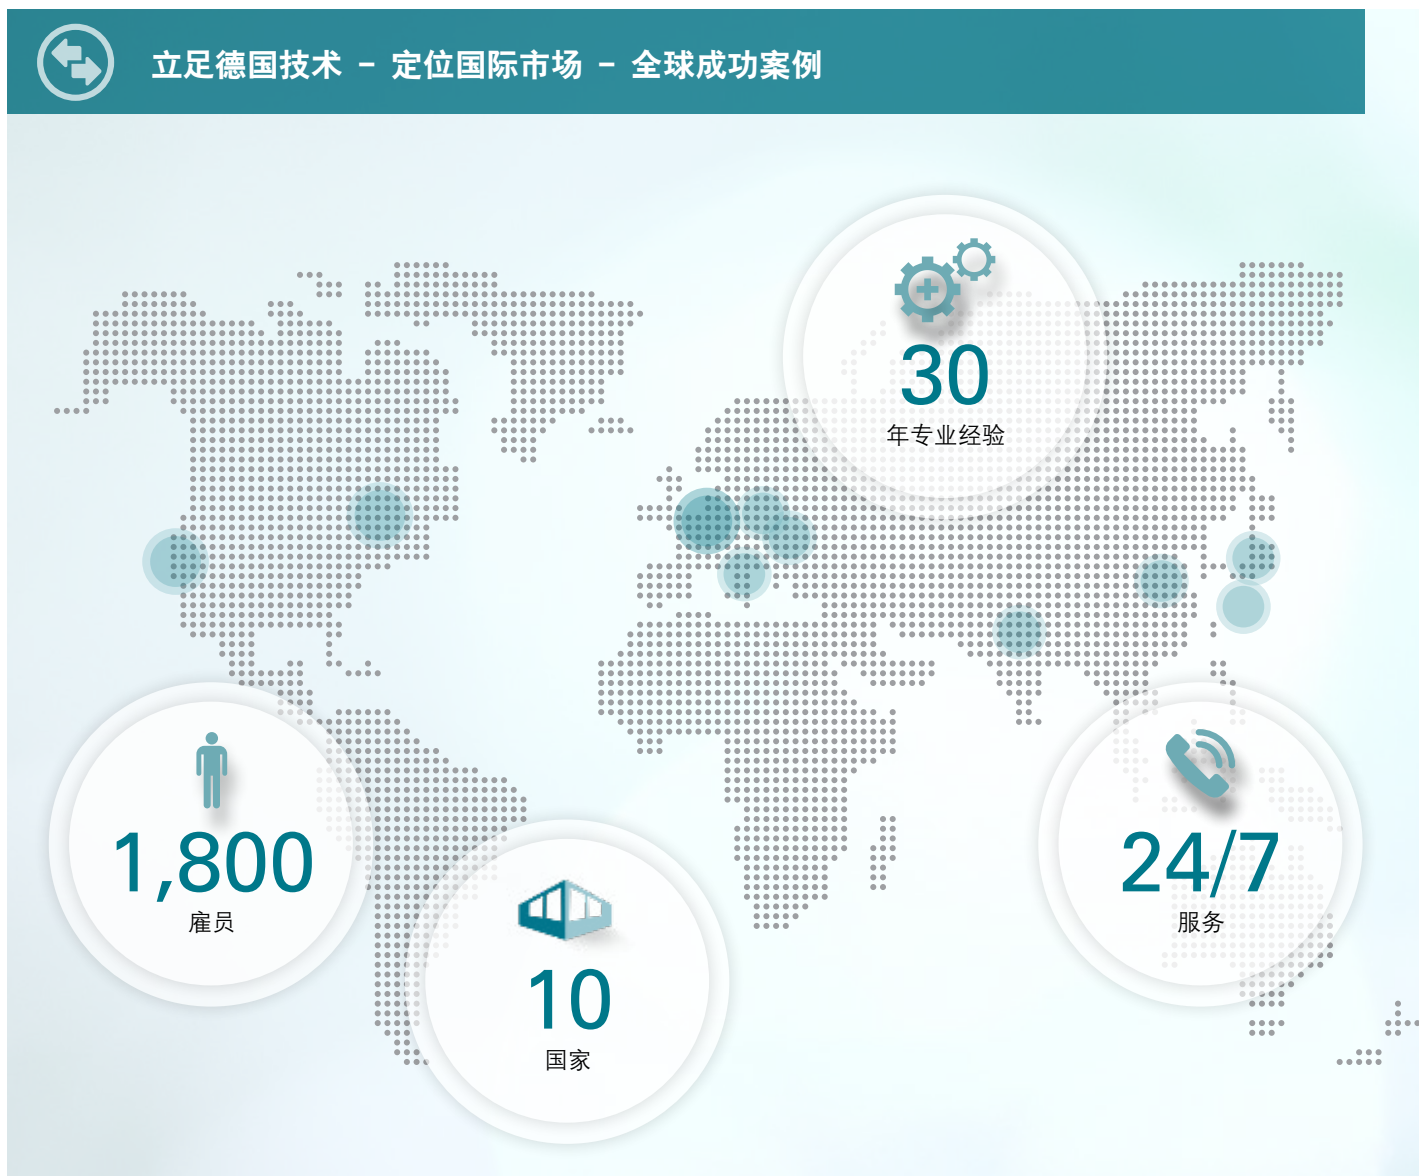 立足德国技术 – 定位国际市场 – 全球成功案例
30
年专业经验
1,800
雇员
24/7
服务
10
国家